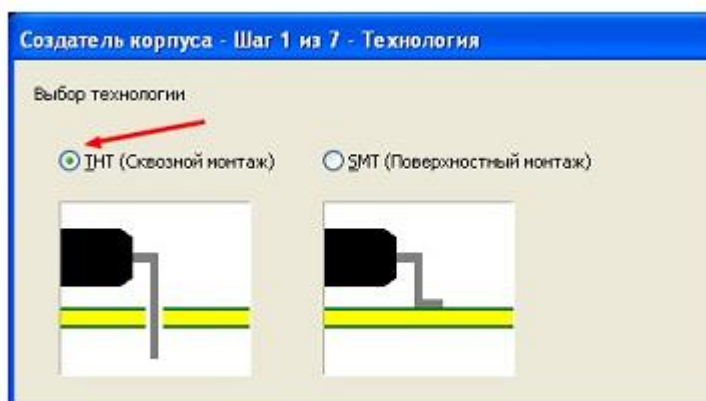 Создатель корпуса - Шаг 1 из 7 - Технология
Выбор технологии
THT (Сквозной монтаж) SMT (Поверхностный монтаж)